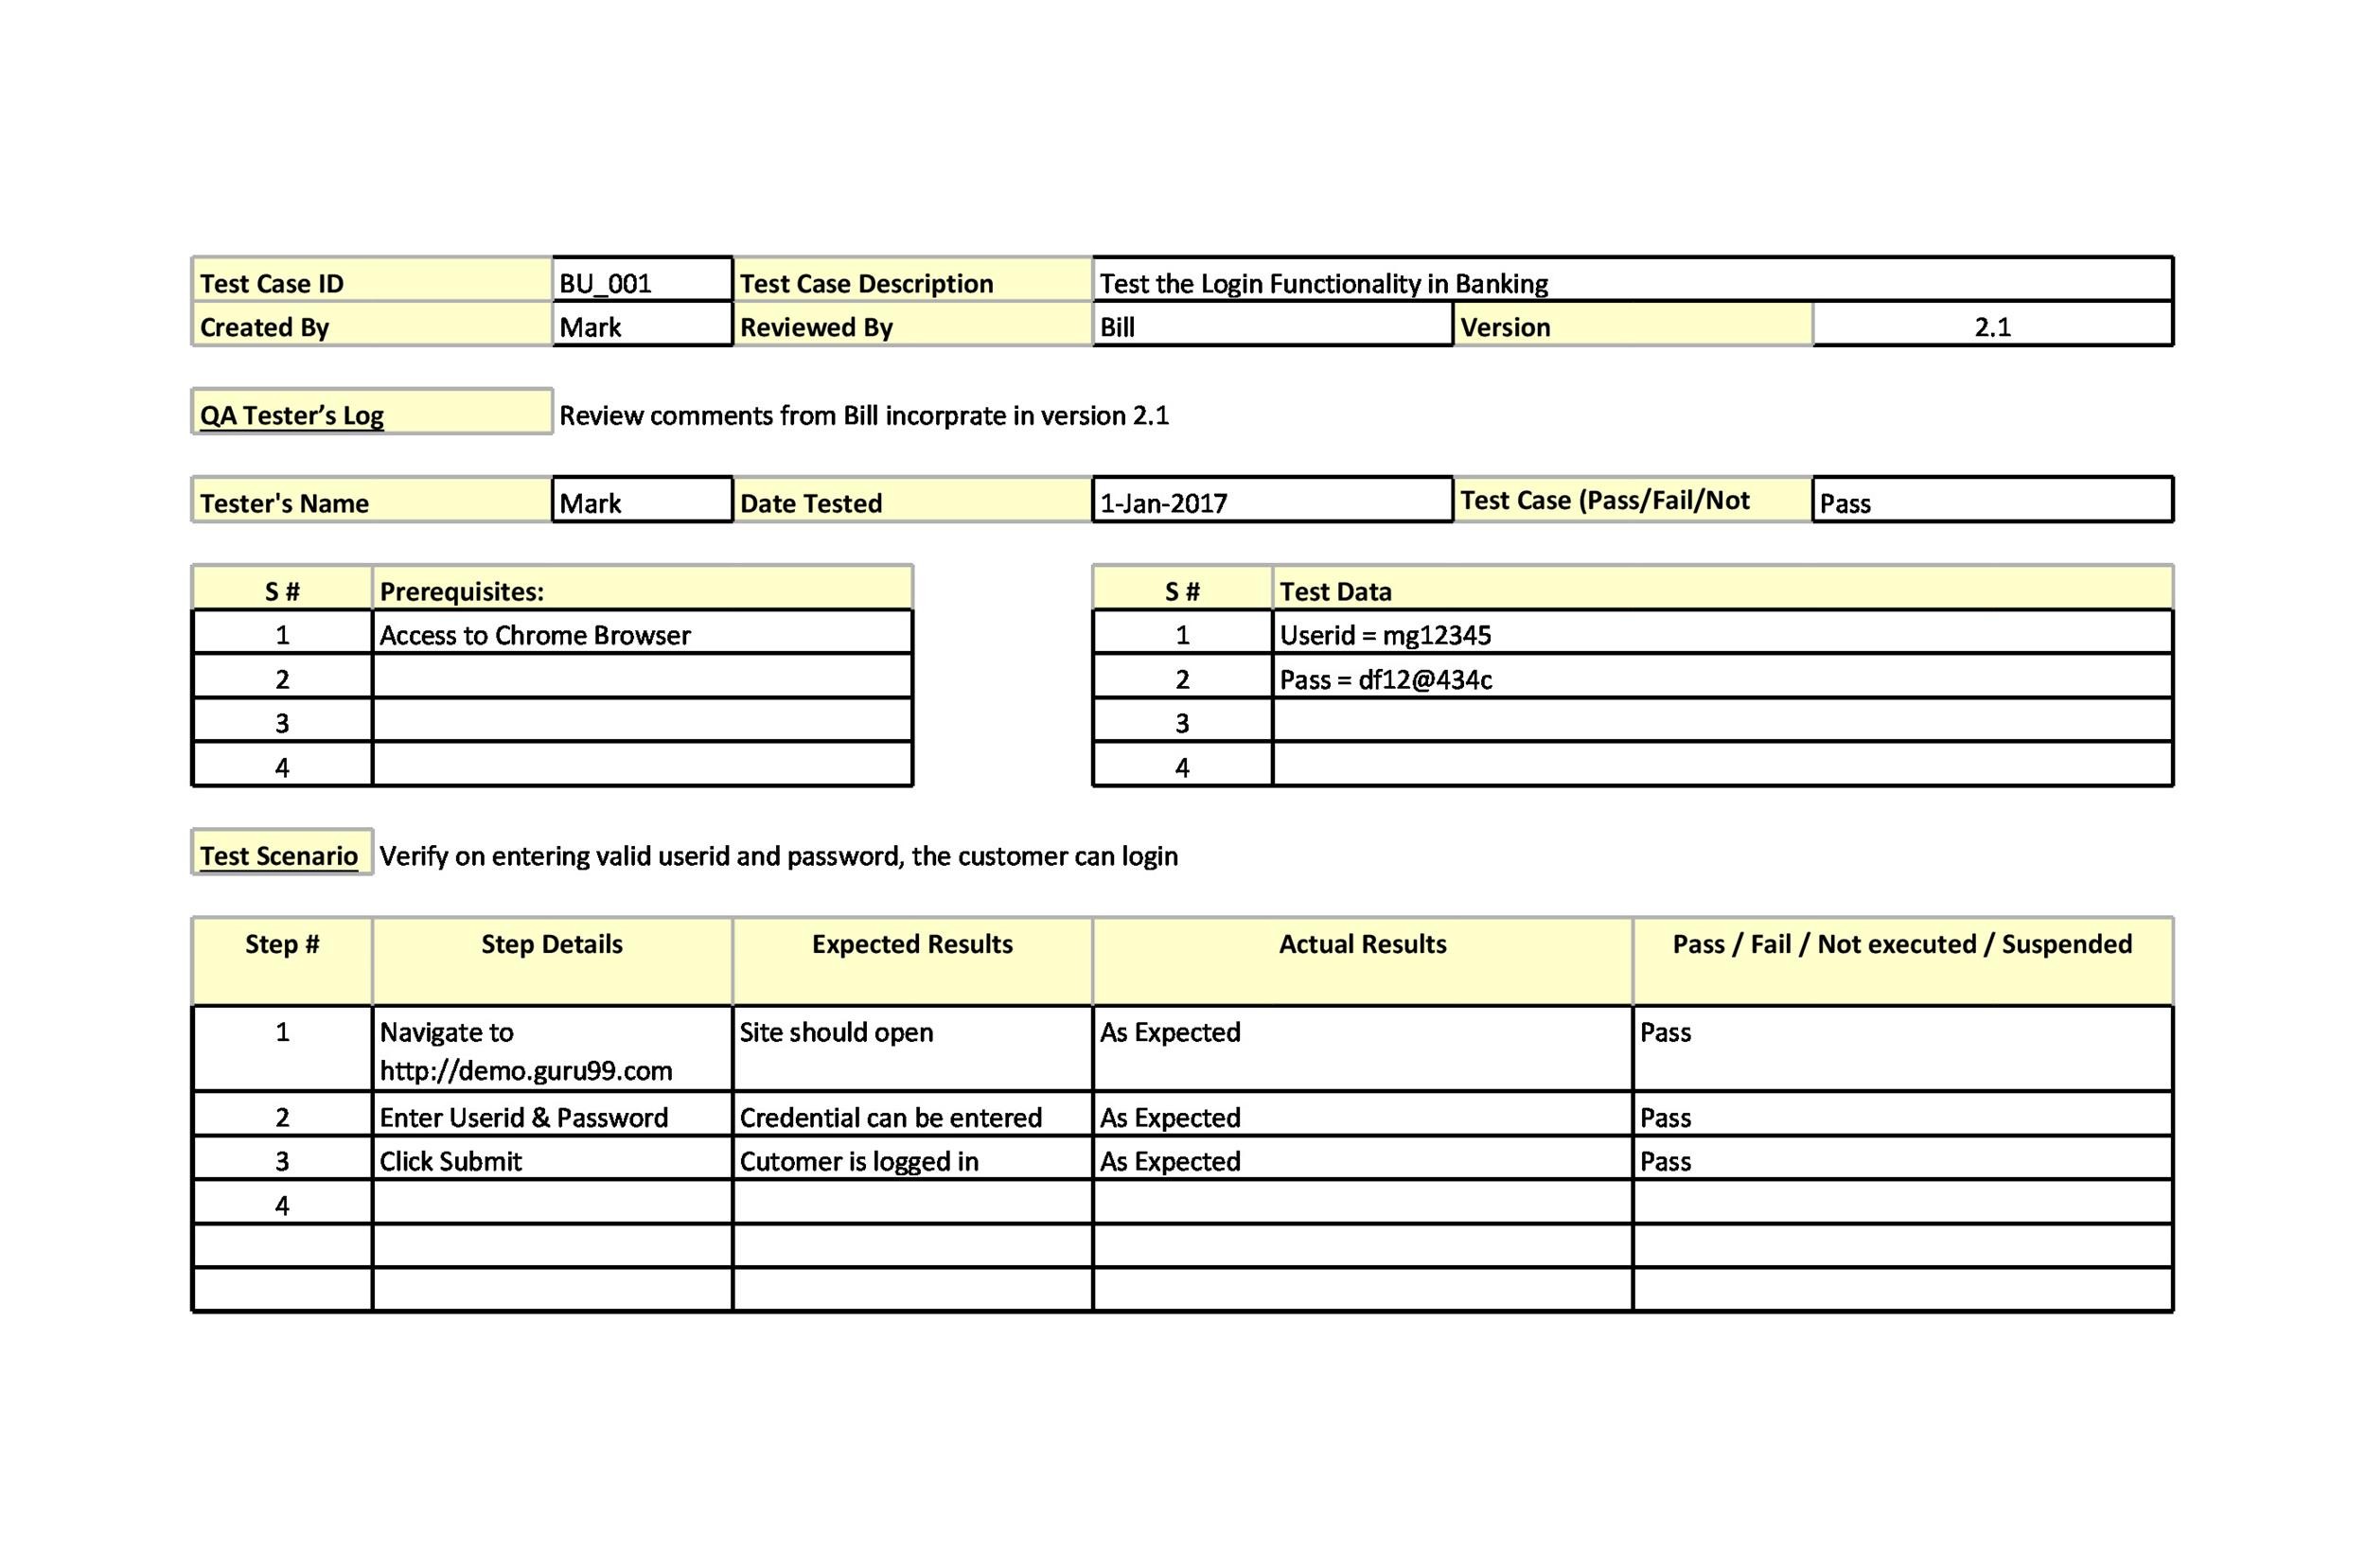 Test Case ID BU_001 Test Case Description Test the Login Functionality in Banking
Created By Mark Reviewed By Bill Version 2.1
QA Tester’s Log Review comments from Bill incorprate in version 2.1
Tester's Name Mark Date Tested 1-Jan-2017 Test Case (Pass/Fail/Not Pass
S # Prerequisites: S # Test Data
1 Access to Chrome Browser 1 Userid = mg12345
2 2 Pass = df12@434c
3 3
4 4
Test Scenario Verify on entering valid userid and password, the customer can login
Step # Step Details Expected Results Actual Results Pass / Fail / Not executed / Suspended
1 Navigate to Site should open As Expected Pass
http://demo.guru99.com
2 Enter Userid & Password Credential can be entered As Expected Pass
3 Click Submit Cutomer is logged in As Expected Pass
4